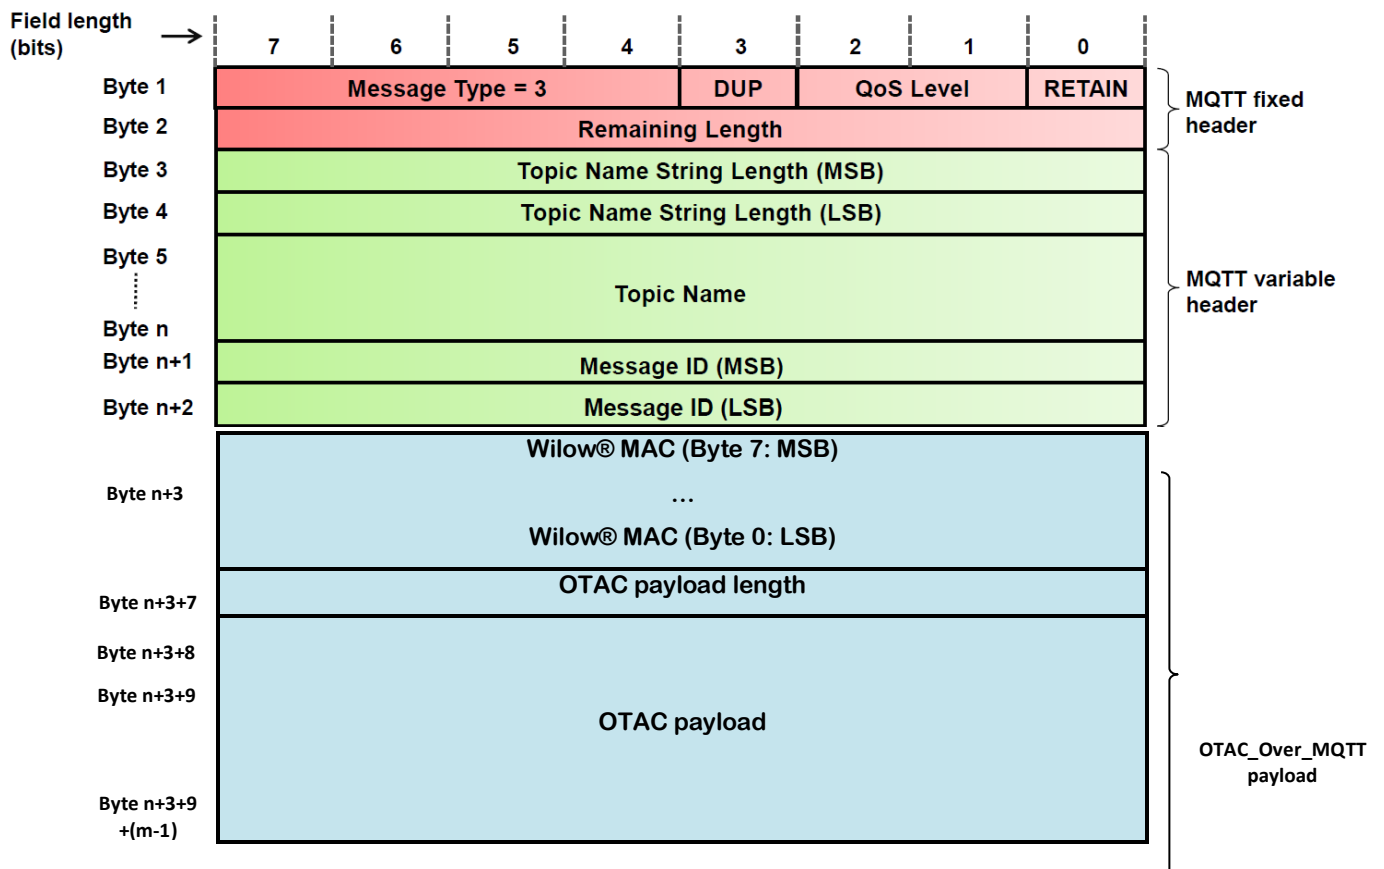 Field length
(bits)
7 6 5 4 3 2 1 0
Byte 1 Message Type = 3 DUP QoS Level RETAIN
MQTT fixed
header
Byte 2 Remaining Length
Byte 3 Topic Name String Length (MSB)
Byte 4 Topic Name String Length (LSB)
Byte 5
Topic Name
Byte n
MQTT variable
header
Byte n+1 Message ID (MSB)
Byte n+2 Message ID (LSB)
Wilow® MAC (Byte 7: MSB)
Byte n+3 ...
Wilow® MAC (Byte 0: LSB)
OTAC payload length
Byte n+3+7
Byte n+3+8
Byte n+3+9
OTAC payload
OTAC_Over_MQTT
payload
Byte n+3+9
+(m-1)